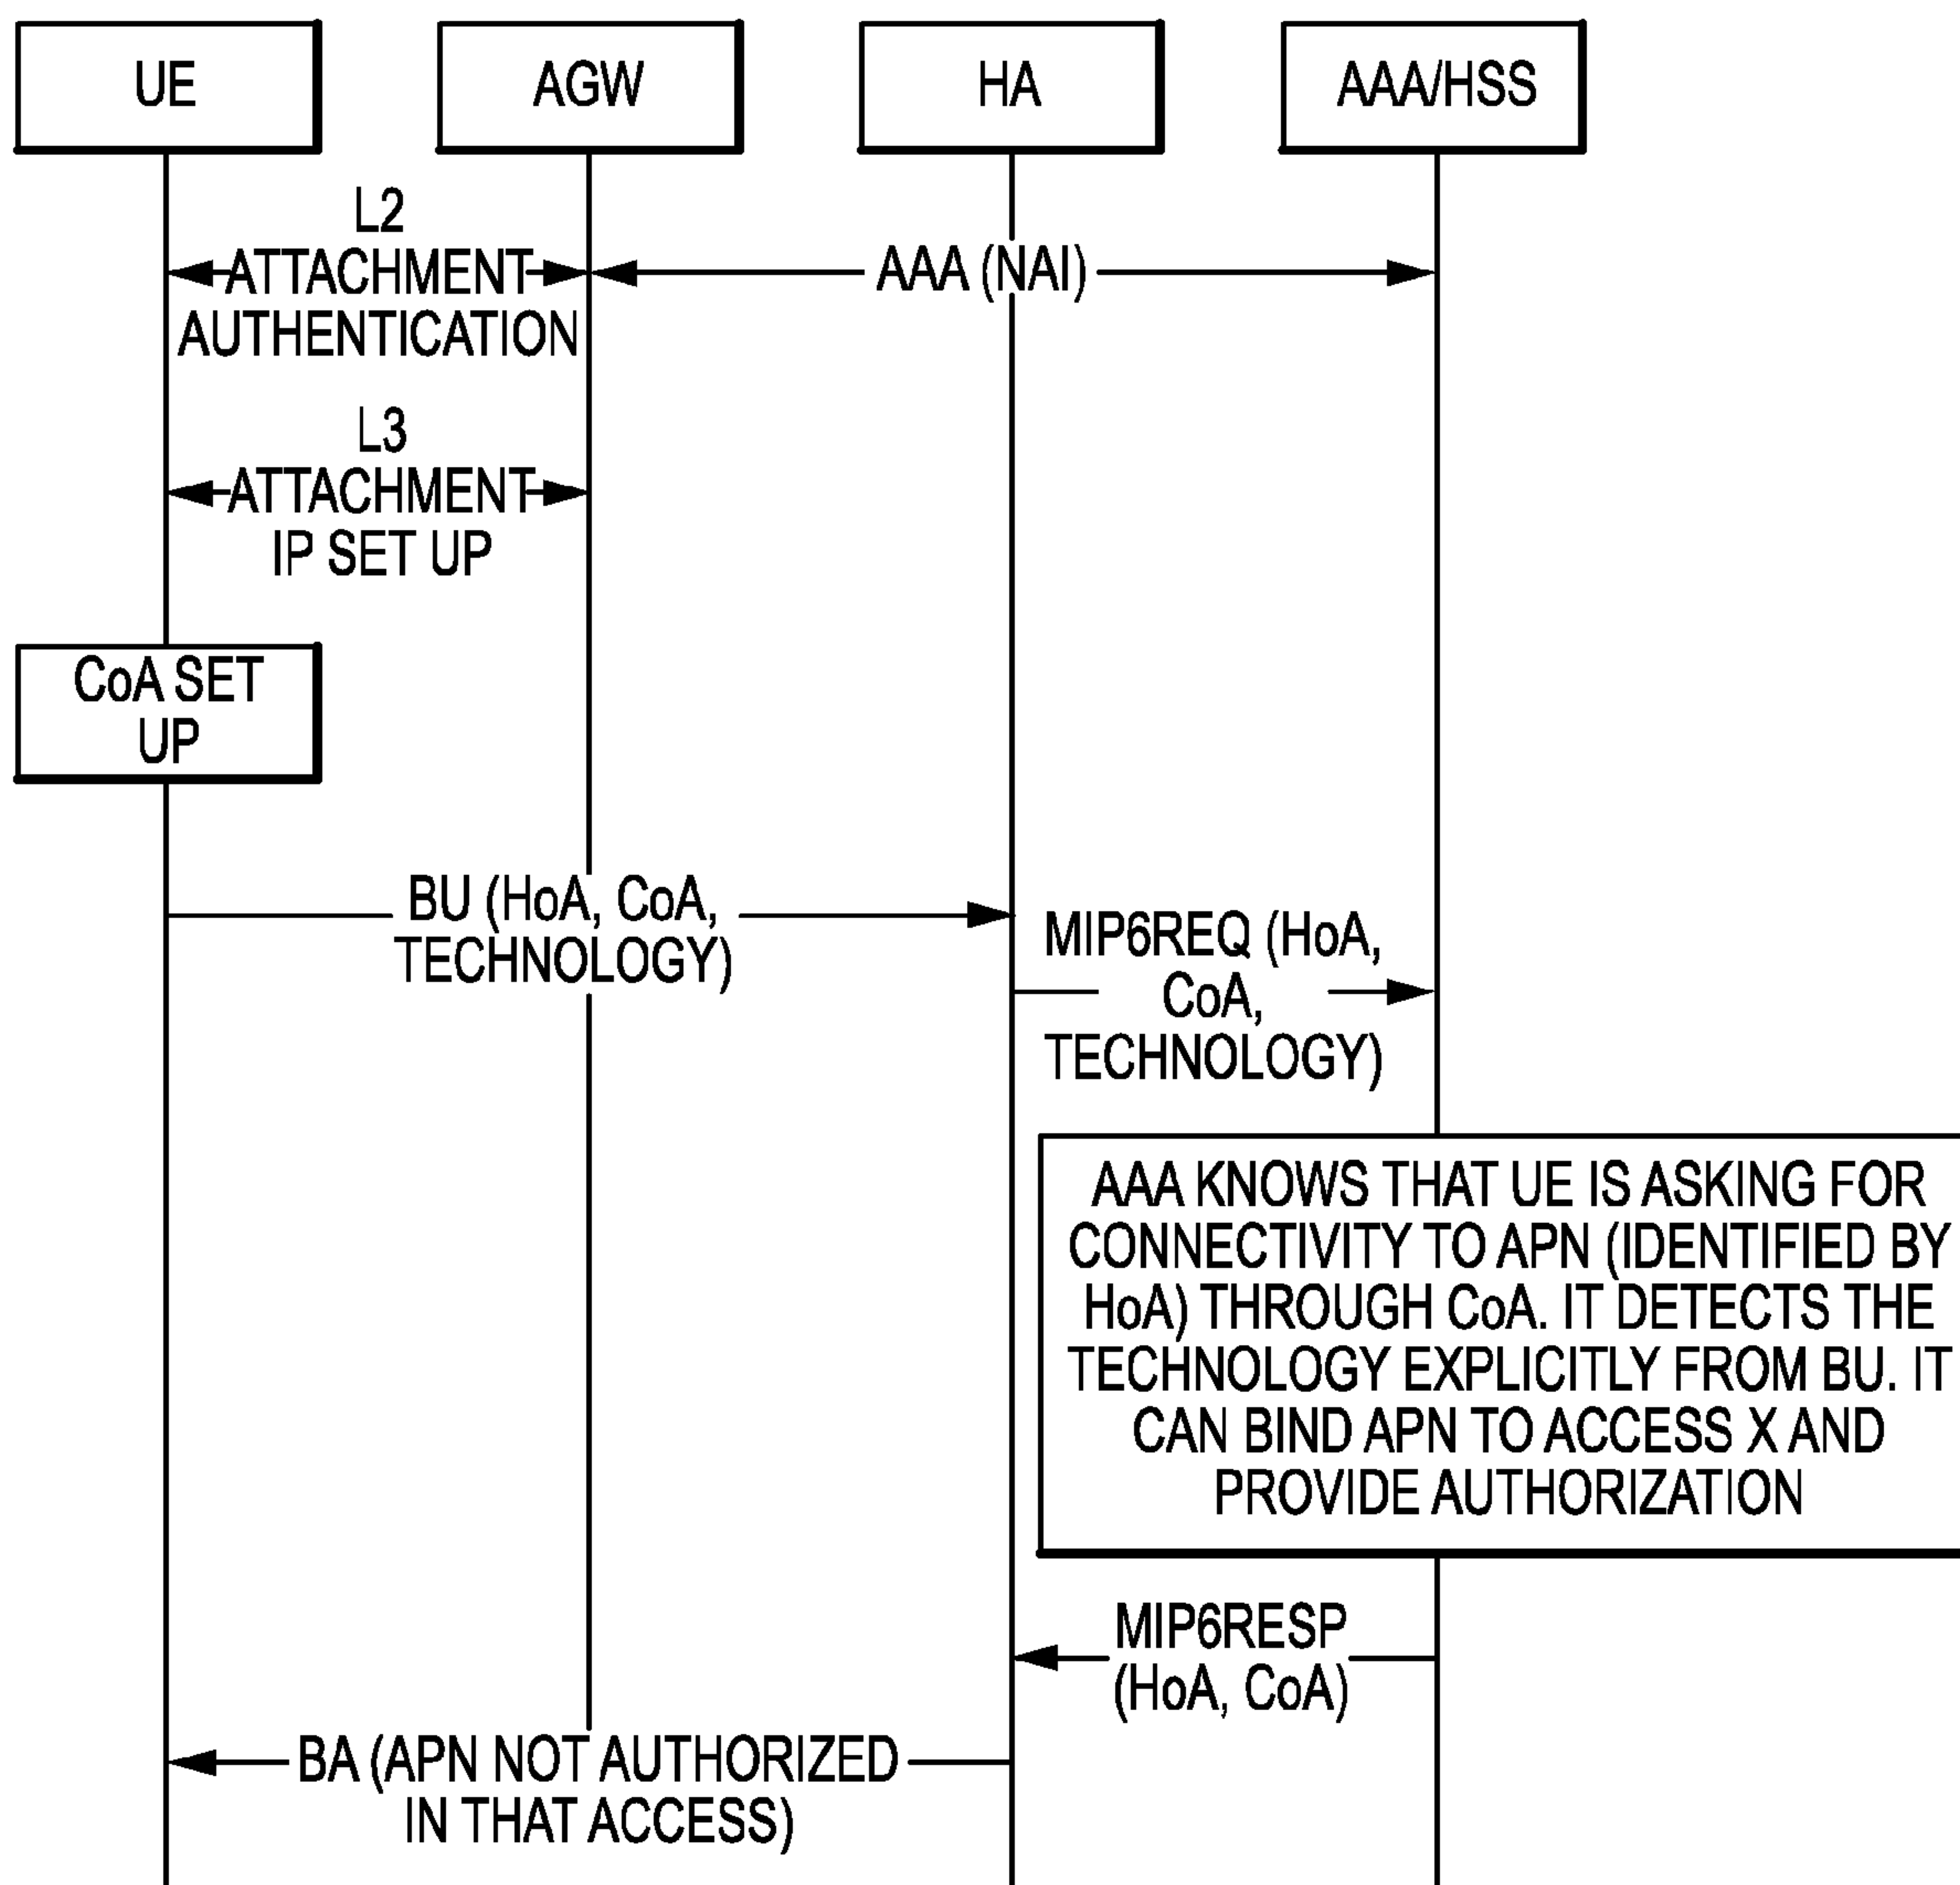 UE
AGW
HA
AAA/HSS
L2
ATTACHMENT
AUTHENTICATION
AAA (NAI)
L3
ATTACHMENT
IP SET UP
CoA SET
UP
BU (HoA, CoA,
TECHNOLOGY)
MIP6REQ (HoA,
CoA,
TECHNOLOGY)
AAA KNOWS THAT UE IS ASKING FOR
CONNECTIVITY TO APN (IDENTIFIED BY
HoA) THROUGH CoA. IT DETECTS THE
TECHNOLOGY EXPLICITLY FROM BU. IT
CAN BIND APN TO ACCESS X AND
PROVIDE AUTHORIZATION
MIP6RESP
(HoA, CoA)
BA (APN NOT AUTHORIZED
IN THAT ACCESS)